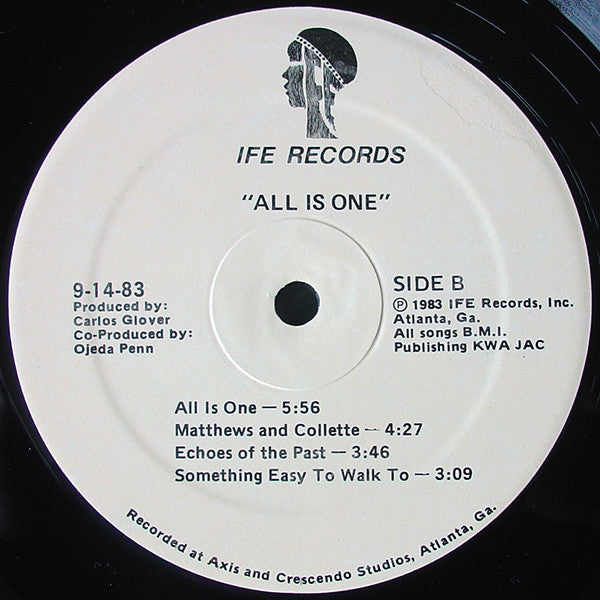 IFE RECORDS
"ALL IS ONE"
9-14-83
Produced by:
Carlos Glover
Co-Produced by:
Ojeda Penn
SIDE B
Ⓟ 1983 IFE Records, Inc.
Atlanta, Ga.
All songs B.M.I.
Publishing KWA JAC
All Is One — 5:56
Matthews and Collette — 4:27
Echoes of the Past — 3:46
Something Easy To Walk To — 3:09
Recorded at Axis and Crescendo Studios, Atlanta, Ga.